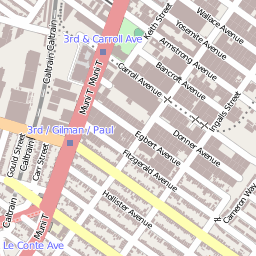 Wallace Avenue
Keith Street
Yosemite Avenue
3rd & Carroll Ave
Armstrong Avenue
Caltrain Caltrain
Muni T Muni T
Bancroft Avenue
Carroll Avenue
Ingalls Street
3rd / Gilman / Paul
Egbert Avenue
Donner Avenue
Gould Street
Carr Street
Fitzgerald Avenue
Hollister Avenue
Cameron Way
Caltrain
Muni T
Le Conte Ave